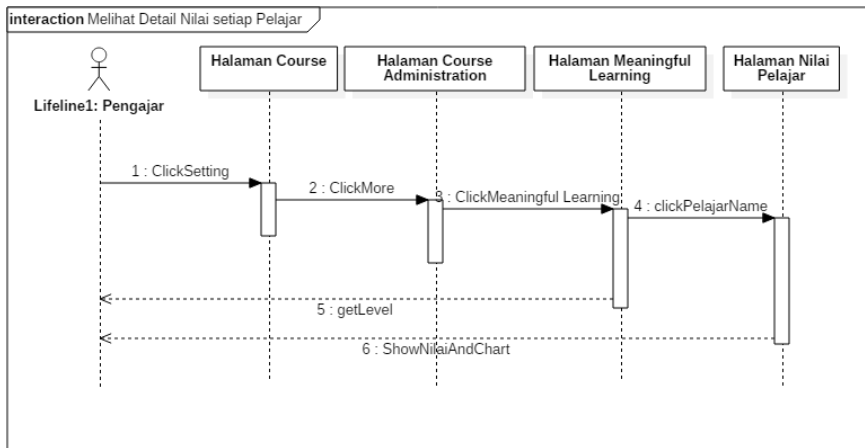 interaction Melihat Detail Nilai setiap Pelajar
Lifeline1: Pengajar
Halaman Course
Halaman Course
Administration
Halaman Meaningful
Learning
Halaman Nilai
Pelajar
1 : ClickSetting
2 : ClickMore
3 : ClickMeaningful Learning
4 : clickPelajarName
5 : getLevel
6 : ShowNilaiAndChart